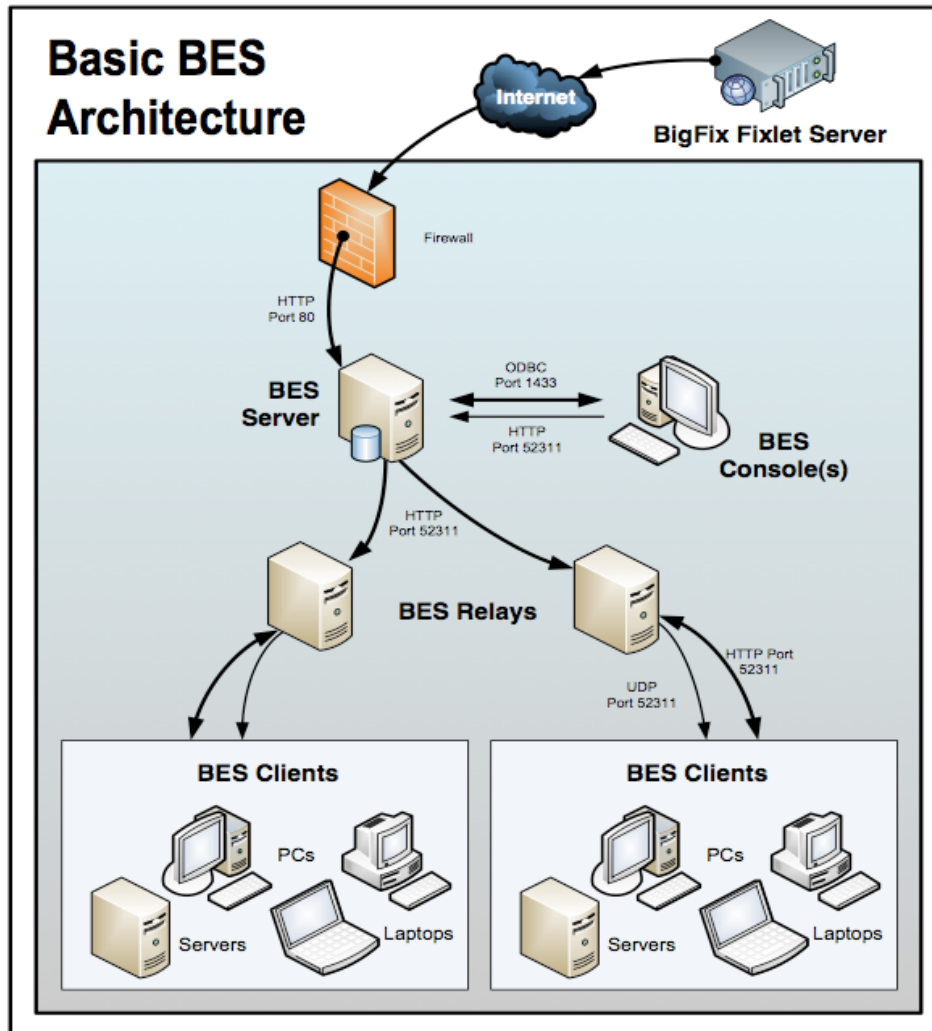 Basic BES
Architecture
Internet
BigFix Fixlet Server
Firewall
HTTP
Port 80
BES
Server
ODBC
Port 1433
HTTP
Port 52311
BES
Console(s)
HTTP
Port 52311
BES Relays
HTTP Port
52311
UDP
Port 52311
BES Clients
PCs
Servers
Laptops
BES Clients
PCs
Servers
Laptops